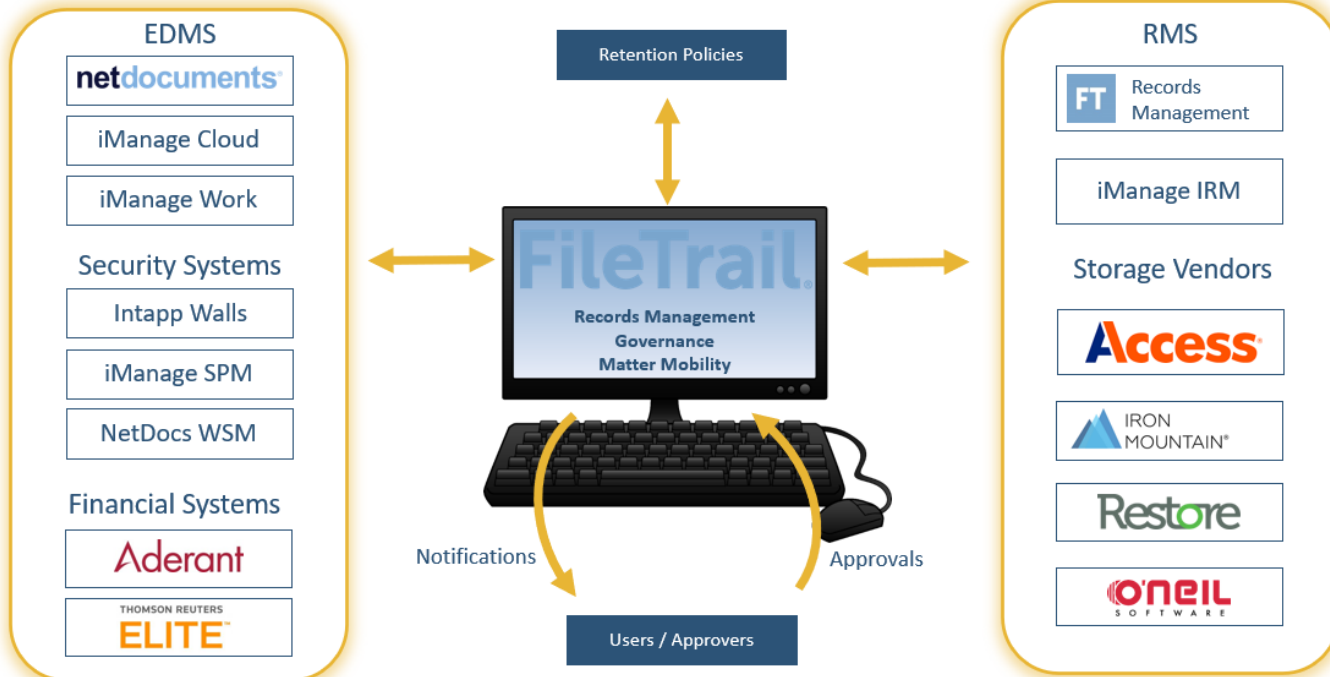 EDMS
netdocuments®
iManage Cloud
iManage Work
Security Systems
Intapp Walls
iManage SPM
NetDocs WSM
Financial Systems
Aderant
THOMSON REUTERS
ELITE™
Retention Policies
FileTrail®
Records Management
Governance
Matter Mobility
Notifications
Approvals
Users / Approvers
RMS
FT
Records
Management
iManage IRM
Storage Vendors
Access®
IRON
MOUNTAIN®
Restore
O'NEIL
SOFTWARE